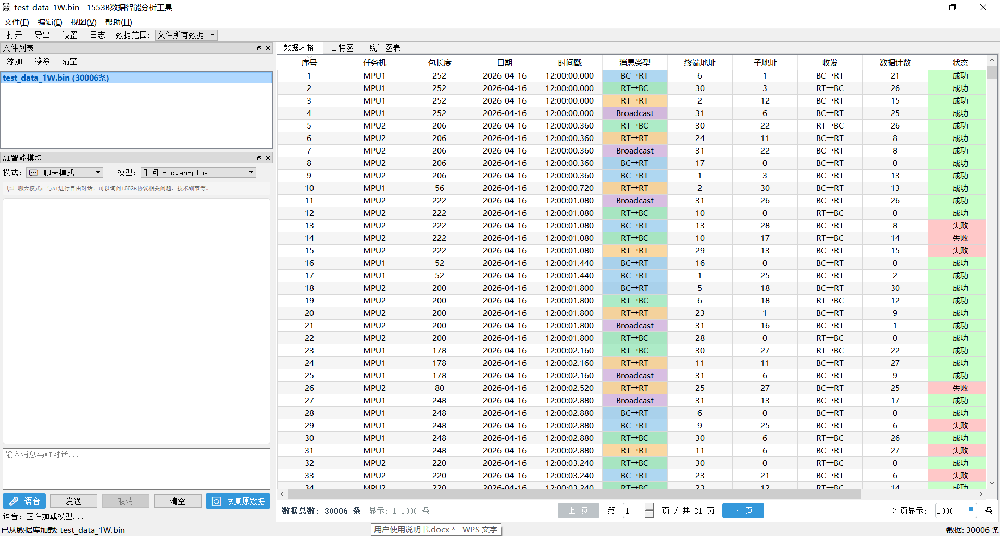 test_data_1W.bin - 1553B数据智能分析工具
文件(F) 编辑(E) 视图(V) 帮助(H)
打开 导出 设置 日志 数据范围: 文件所有数据
文件列表
添加 移除 清空
test_data_1W.bin (30006条)
AI智能模块
模式: 聊天模式 模型: 千问 - qwen-plus
聊天模式: 与AI进行自由对话, 可以询问1553B协议相关问题、技术细节等。
输入消息与AI对话...
语音 发送 取消 清空 恢复原数据
语音: 正在加载模型...
数据表格 甘特图 统计图表
序号 任务机 包长度 日期 时间戳 消息类型 终端地址 子地址 收发 数据计数 状态
1 MPU1 252 2026-04-16 12:00:00.000 BC→RT 6 1 BC→RT 21 成功
2 MPU1 252 2026-04-16 12:00:00.000 RT→BC 30 3 RT→BC 26 成功
3 MPU1 252 2026-04-16 12:00:00.000 RT→RT 2 12 BC→RT 15 成功
4 MPU1 252 2026-04-16 12:00:00.000 Broadcast 31 6 BC→RT 25 成功
5 MPU2 206 2026-04-16 12:00:00.360 RT→BC 30 22 RT→BC 26 成功
6 MPU2 206 2026-04-16 12:00:00.360 RT→RT 24 11 BC→RT 8 成功
7 MPU2 206 2026-04-16 12:00:00.360 Broadcast 31 22 BC→RT 8 成功
8 MPU2 206 2026-04-16 12:00:00.360 BC→RT 17 0 BC→RT 0 成功
9 MPU2 206 2026-04-16 12:00:00.360 BC→RT 1 3 BC→RT 13 成功
10 MPU1 56 2026-04-16 12:00:00.720 RT→RT 2 30 BC→RT 13 成功
11 MPU2 222 2026-04-16 12:00:01.080 Broadcast 31 26 BC→RT 26 成功
12 MPU2 222 2026-04-16 12:00:01.080 RT→BC 10 0 RT→BC 0 成功
13 MPU2 222 2026-04-16 12:00:01.080 BC→RT 13 28 BC→RT 8 失败
14 MPU2 222 2026-04-16 12:00:01.080 RT→BC 10 17 RT→BC 14 失败
15 MPU2 222 2026-04-16 12:00:01.080 RT→RT 29 13 BC→RT 15 失败
16 MPU1 52 2026-04-16 12:00:01.440 BC→RT 16 0 BC→RT 0 成功
17 MPU1 52 2026-04-16 12:00:01.440 BC→RT 1 25 BC→RT 2 成功
18 MPU2 200 2026-04-16 12:00:01.800 BC→RT 5 18 BC→RT 30 成功
19 MPU2 200 2026-04-16 12:00:01.800 RT→BC 6 18 RT→BC 12 成功
20 MPU2 200 2026-04-16 12:00:01.800 RT→RT 23 1 BC→RT 9 成功
21 MPU2 200 2026-04-16 12:00:01.800 Broadcast 31 16 BC→RT 1 成功
22 MPU2 200 2026-04-16 12:00:01.800 RT→BC 28 0 RT→BC 0 成功
23 MPU1 178 2026-04-16 12:00:02.160 RT→BC 30 27 RT→BC 22 成功
24 MPU1 178 2026-04-16 12:00:02.160 RT→RT 11 11 BC→RT 27 成功
25 MPU1 178 2026-04-16 12:00:02.160 Broadcast 31 6 BC→RT 9 成功
26 MPU2 80 2026-04-16 12:00:02.520 RT→RT 25 27 BC→RT 25 失败
27 MPU1 248 2026-04-16 12:00:02.880 Broadcast 31 13 BC→RT 17 成功
28 MPU1 248 2026-04-16 12:00:02.880 BC→RT 6 0 BC→RT 0 成功
29 MPU1 248 2026-04-16 12:00:02.880 BC→RT 9 25 BC→RT 6 失败
30 MPU1 248 2026-04-16 12:00:02.880 RT→BC 30 6 RT→BC 26 成功
31 MPU1 248 2026-04-16 12:00:02.880 RT→RT 11 6 BC→RT 27 失败
32 MPU2 220 2026-04-16 12:00:03.240 RT→BC 30 0 RT→BC 0 成功
33 MPU2 220 2026-04-16 12:00:03.240 BC→RT 23 21 BC→RT 6 失败
34 MPU2 220 2026-04-16 12:00:03.240 RT→BC 23 12 RT→BC 14 成功
数据总数: 30006 条 显示: 1-1000 条 上一页 第 1 页 / 共 31 页 下一页 每页显示: 1000 条
已从数据库加载: test_data_1W.bin 用户使用说明书.docx * - WPS 文字 数据: 30006 条